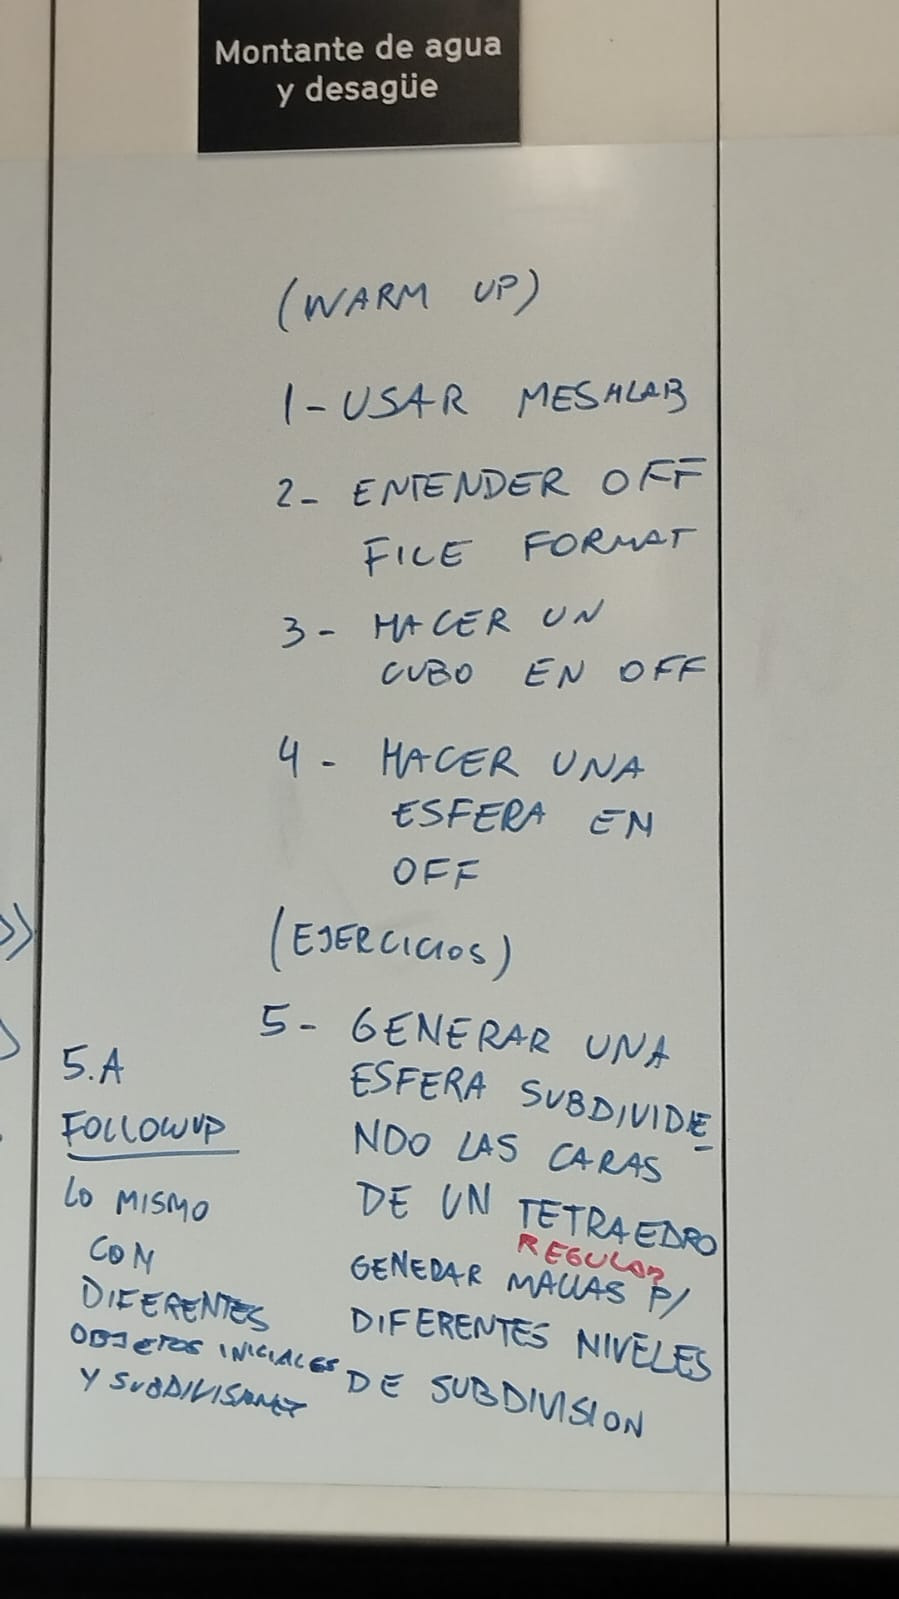 Montante de agua
y desagüe
(WARM UP)
1- USAR MESHLAB
2- ENTENDER OFF
FILE FORMAT
3- HACER UN
CUBO EN OFF
4- HACER UNA
ESFERA EN
OFF
(EJERCICIOS)
5- GENERAR UNA
ESFERA SUBDIVIDIE
NDO LAS CARAS
DE UN TETRAEDRO
REGULAR
GENERAR MALLAS P/
DIFERENTES NIVELES
DE SUBDIVISION
5.A
FOLLOWUP
LO MISMO
CON
DIFERENTES
OBJETOS INICIALES
Y SUBDIVISIONES